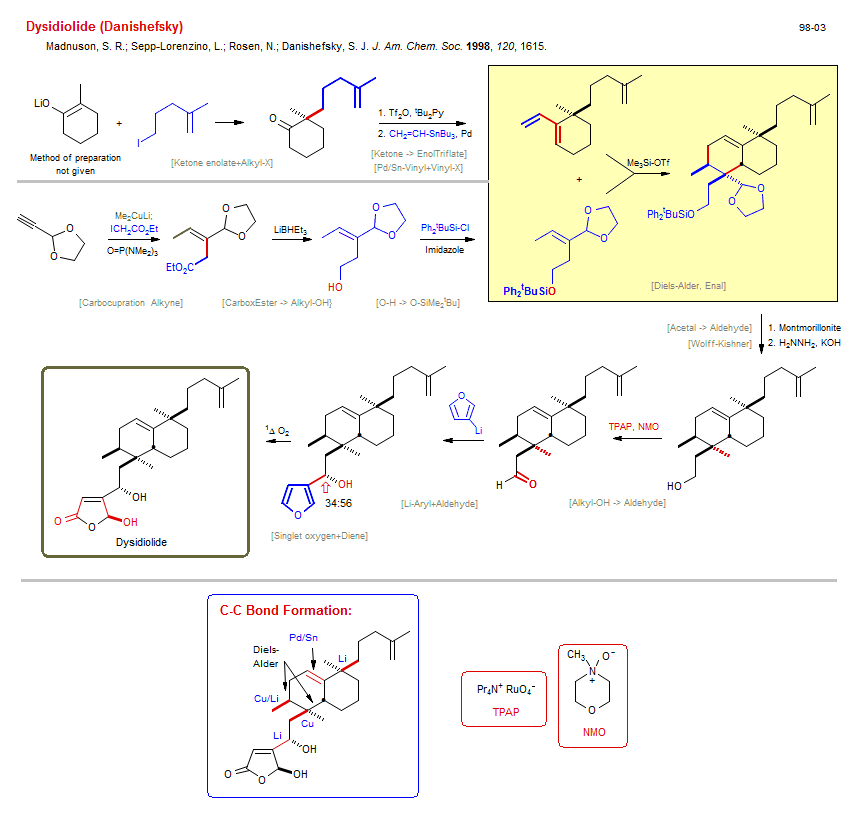 Dysidiolide (Danishefsky)
98-03
Madnuson, S. R.; Sepp-Lorenzino, L.; Rosen, N.; Danishefsky, S. J. J. Am. Chem. Soc. 1998, 120, 1615.
LiO
+
I
Method of preparation
not given
[Ketone enolate+Alkyl-X]
O
1. Tf₂O, ᵗBu₂Py
2. CH₂=CH-SnBu₃, Pd
[Ketone -> EnolTriflate]
[Pd/Sn-Vinyl+Vinyl-X]
+
Me₃Si-OTf
O
O
Ph₂ᵗBuSiO
O
O
Ph₂ᵗBuSiO
[Diels-Alder, Enal]
O
O
Me₂CuLi;
ICH₂CO₂Et
O=P(NMe₂)₃
O
O
EtO₂C
LiBHEt₃
O
O
HO
Ph₂ᵗBuSi-Cl
Imidazole
[Carbocupration Alkyne]
[CarboxEster -> Alkyl-OH}
[O-H -> O-SiMe₂ᵗBu]
[Acetal -> Aldehyde]
[Wolff-Kishner]
1. Montmorillonite
2. H₂NNH₂, KOH
HO
TPAP, NMO
[Alkyl-OH -> Aldehyde]
H
O
O
Li
[Li-Aryl+Aldehyde]
OH
O
34:56
¹Δ O₂
[Singlet oxygen+Diene]
OH
O
O
OH
Dysidiolide
C-C Bond Formation:
Pd/Sn
Diels-
Alder
Li
Cu/Li
Cu
Li
OH
O
O
OH
Pr₄N⁺ RuO₄⁻
TPAP
CH₃
O⁻
N
+
O
NMO